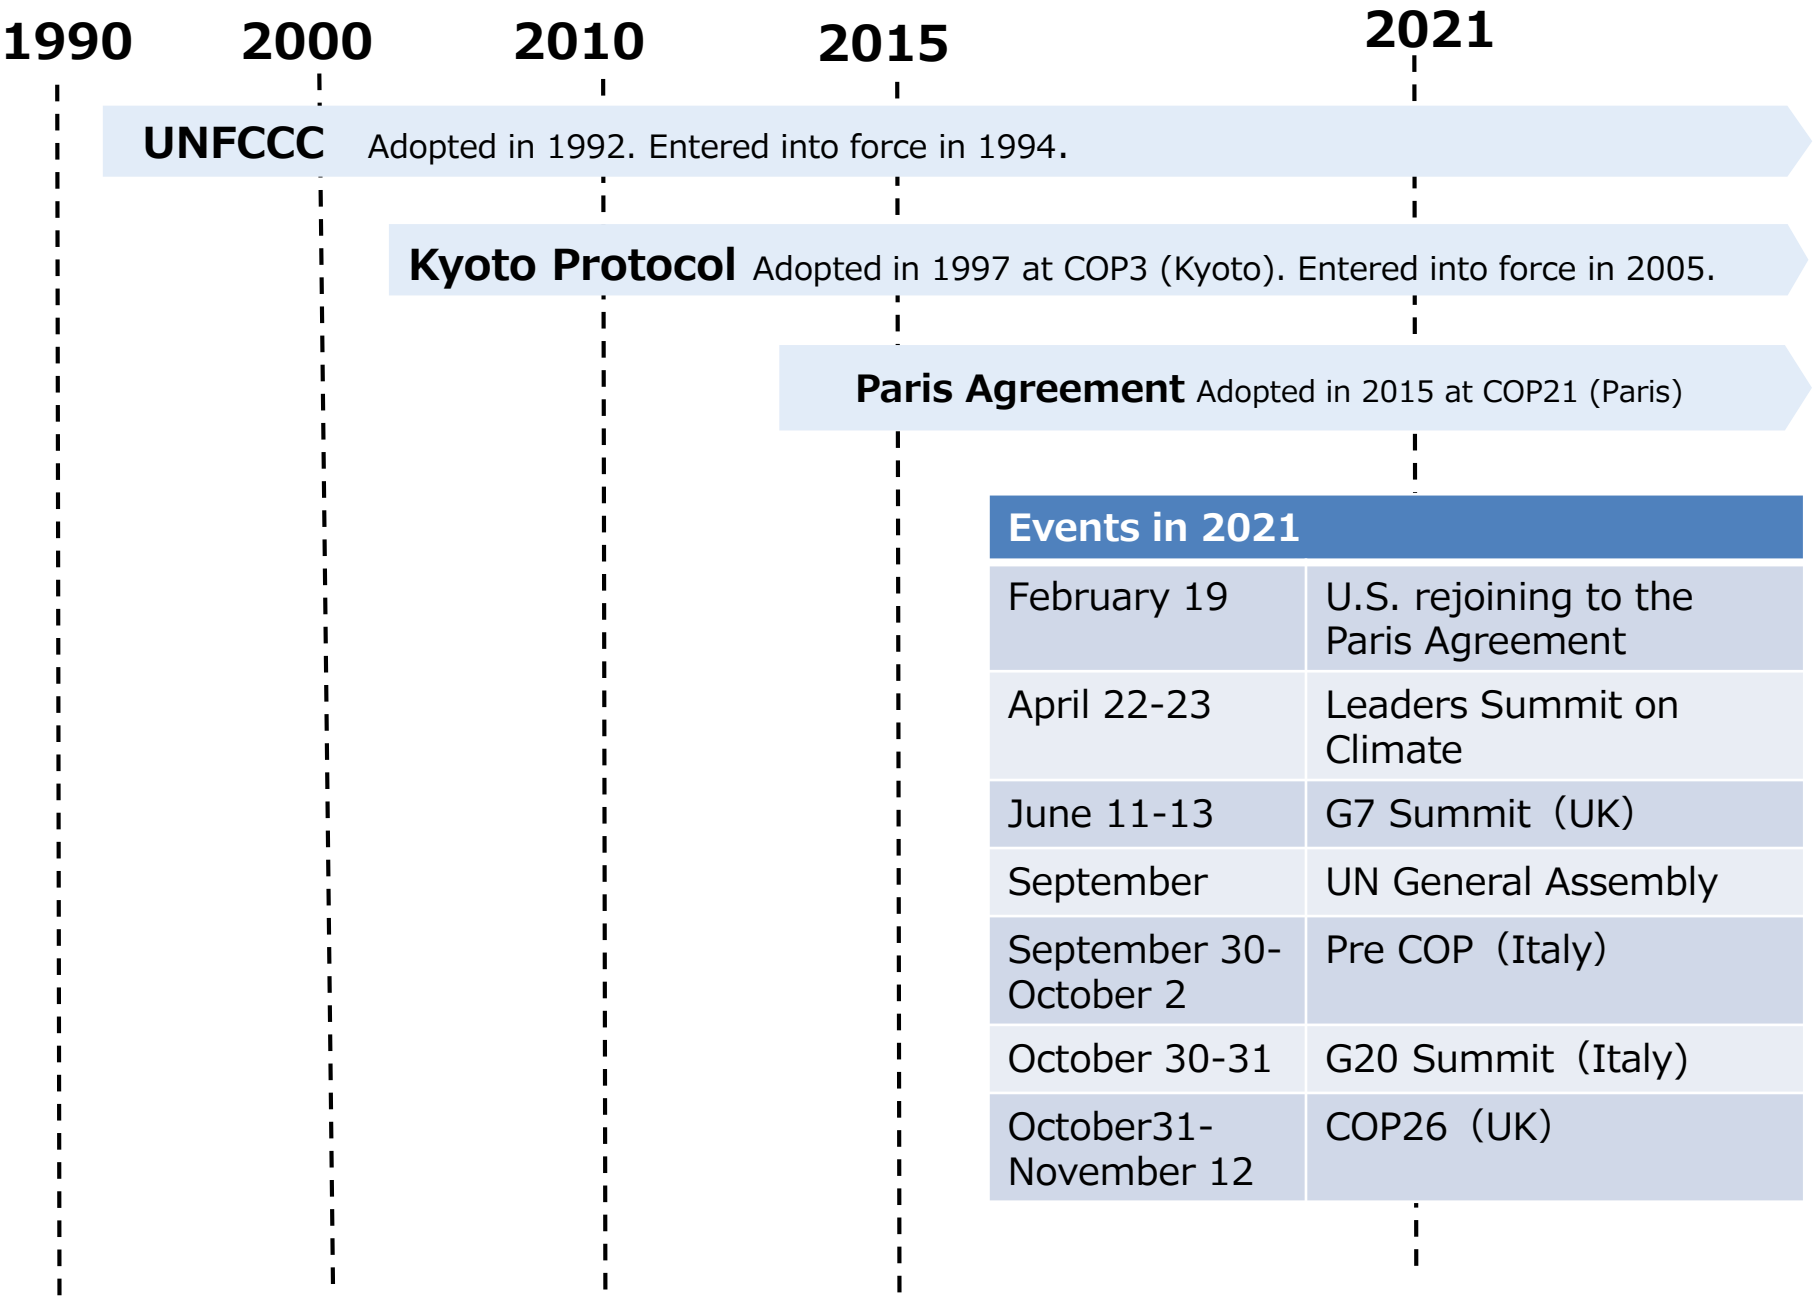 1990 2000 2010 2015 2021
UNFCCC Adopted in 1992. Entered into force in 1994.
Kyoto Protocol Adopted in 1997 at COP3 (Kyoto). Entered into force in 2005.
Paris Agreement Adopted in 2015 at COP21 (Paris)
Events in 2021
February 19
U.S. rejoining to the
Paris Agreement
April 22-23
Leaders Summit on
Climate
June 11-13
G7 Summit（UK）
September
UN General Assembly
September 30-
October 2
Pre COP（Italy）
October 30-31
G20 Summit（Italy)
October31-
November 12
COP26（UK）